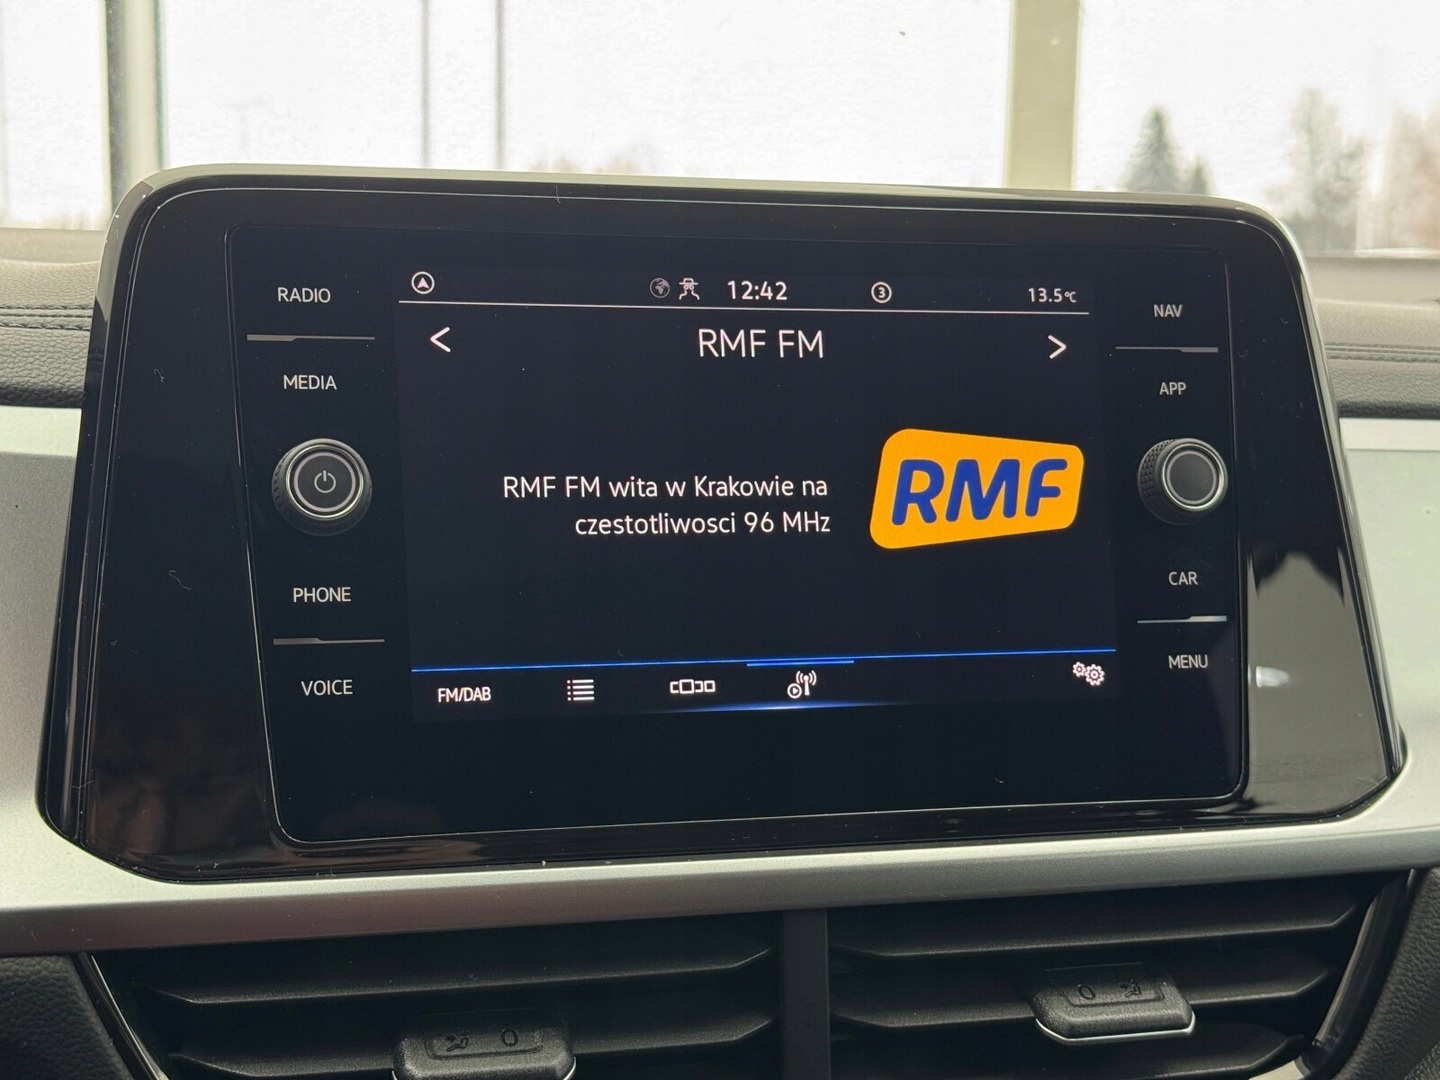 RADIO
MEDIA
PHONE
VOICE
12:42
3
13.5°C
RMF FM
RMF FM wita w Krakowie na
czestotliwosci 96 MHz
RMF
FM/DAB
NAV
APP
CAR
MENU